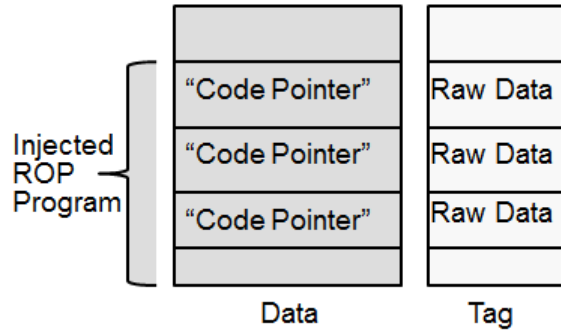 “Code Pointer” Raw Data
Injected
ROP
Program
“Code Pointer” Raw Data
“Code Pointer” Raw Data
Data Tag